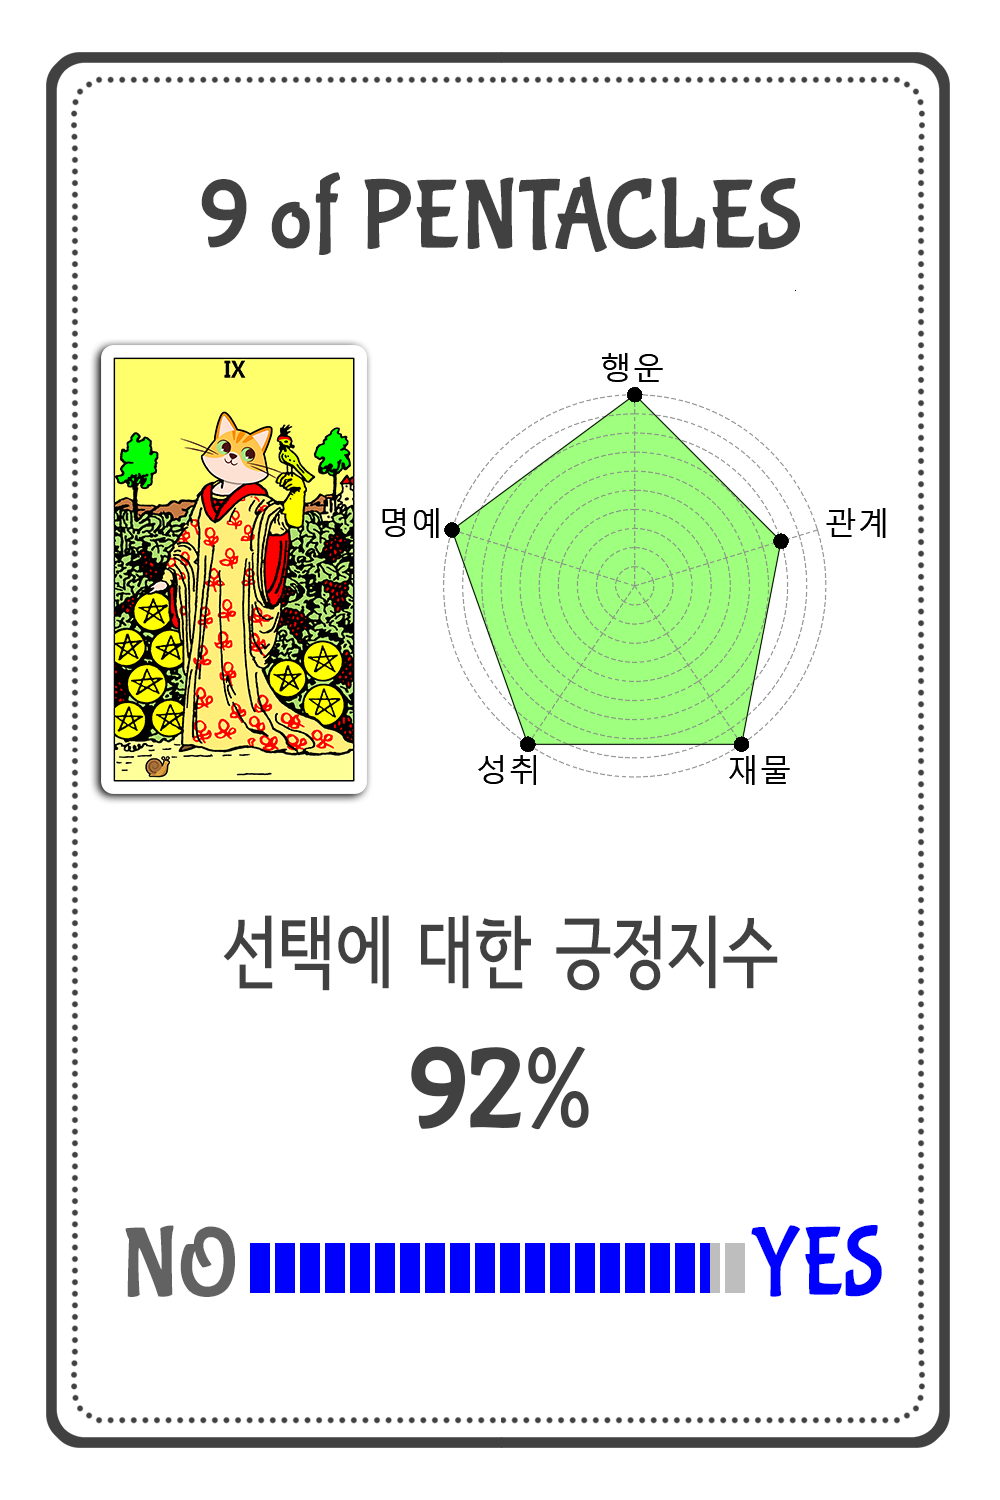 9 of PENTACLES
IX
행운
명예
관계
성취
재물
선택에 대한 긍정지수
92%
NO
YES